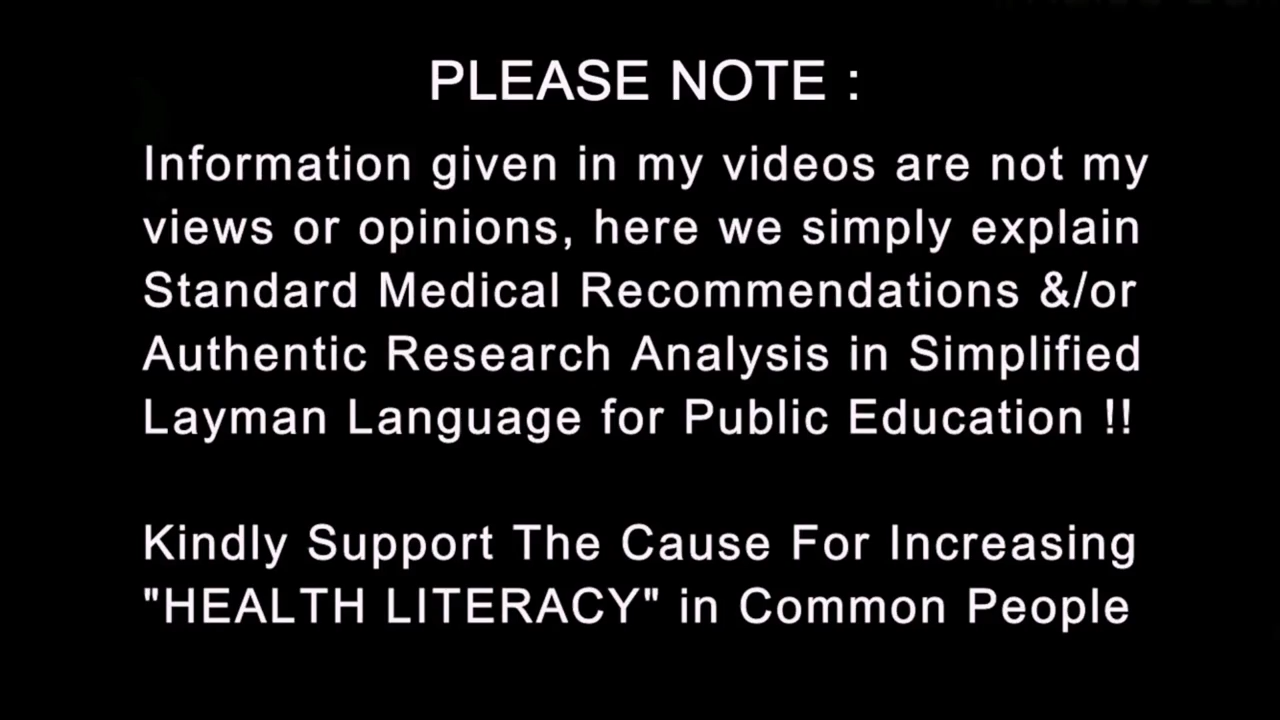 PLEASE NOTE :
Information given in my videos are not my
views or opinions, here we simply explain
Standard Medical Recommendations &/or
Authentic Research Analysis in Simplified
Layman Language for Public Education !!
Kindly Support The Cause For Increasing
"HEALTH LITERACY" in Common People